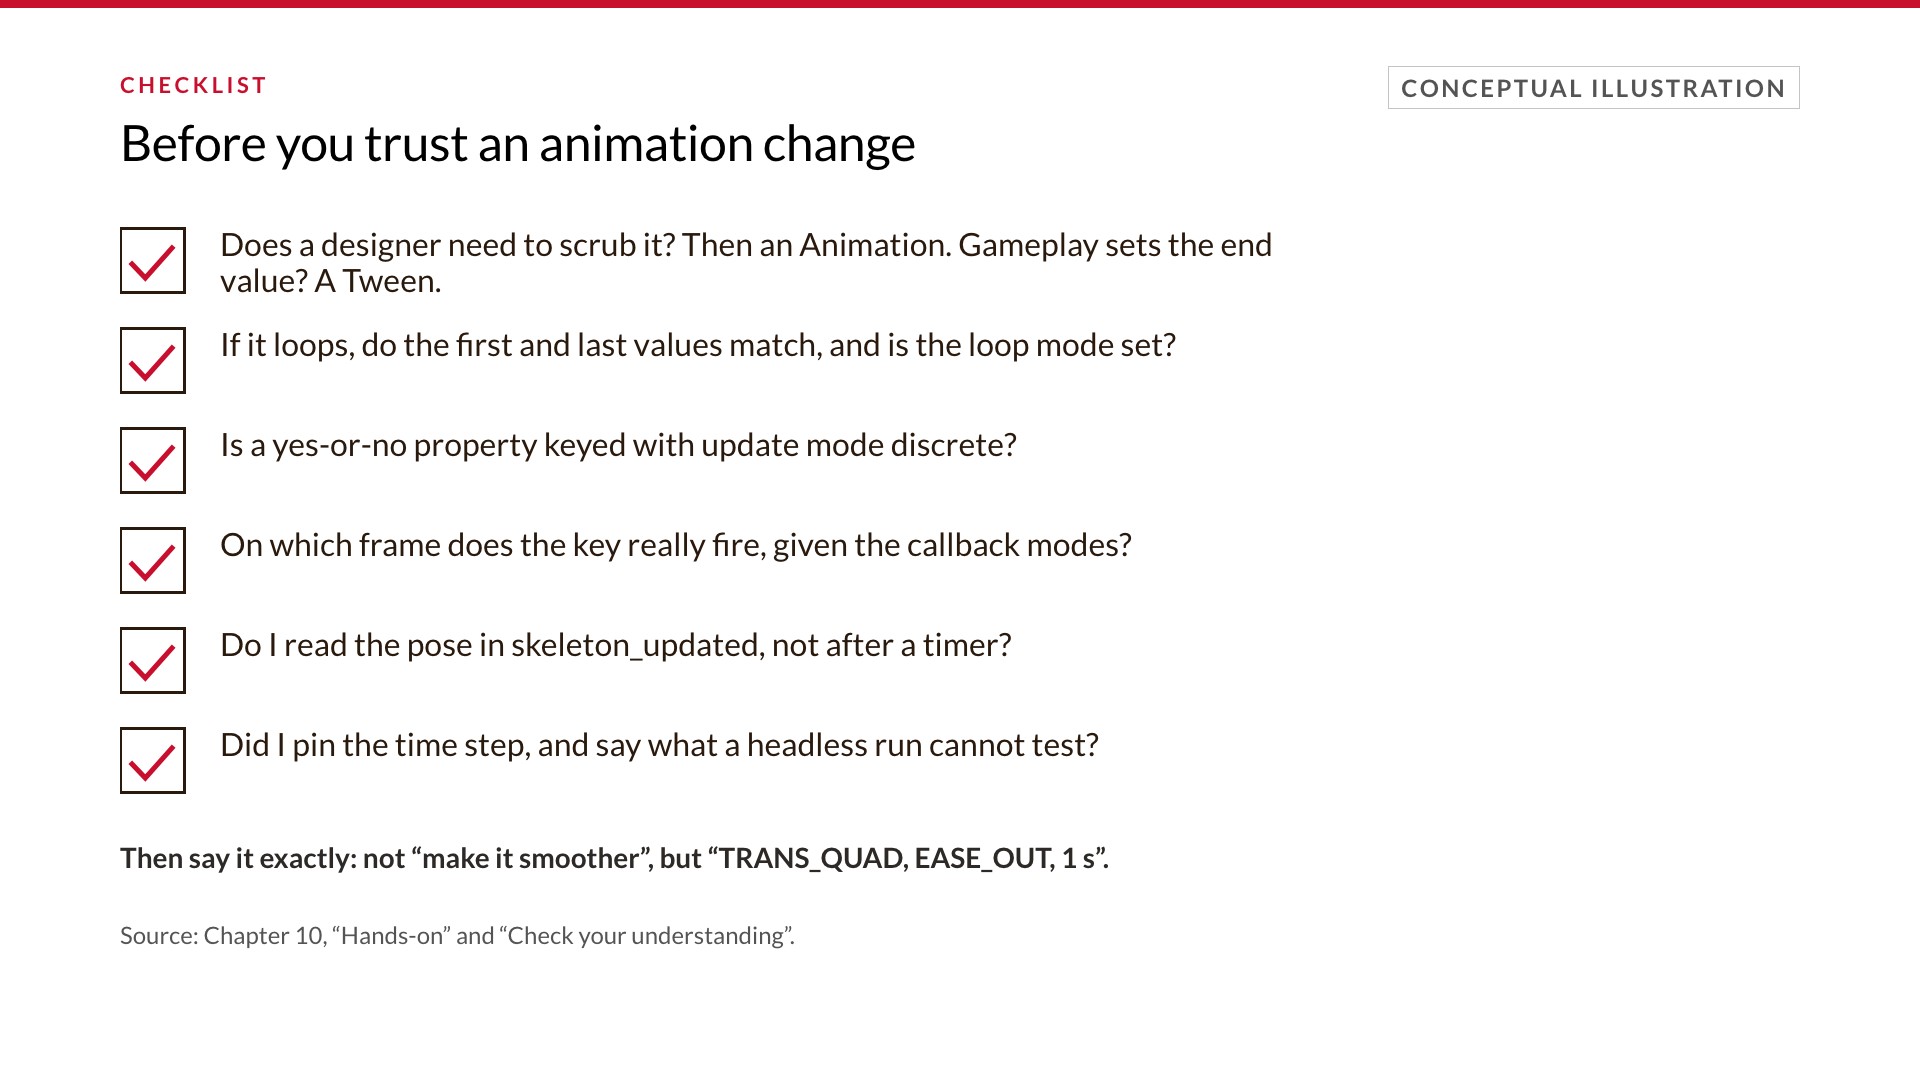 CHECKLIST
CONCEPTUAL ILLUSTRATION
Before you trust an animation change
Does a designer need to scrub it? Then an Animation. Gameplay sets the end
value? A Tween.
If it loops, do the first and last values match, and is the loop mode set?
Is a yes-or-no property keyed with update mode discrete?
On which frame does the key really fire, given the callback modes?
Do I read the pose in skeleton_updated, not after a timer?
Did I pin the time step, and say what a headless run cannot test?
Then say it exactly: not “make it smoother”, but “TRANS_QUAD, EASE_OUT, 1 s”.
Source: Chapter 10, “Hands-on” and “Check your understanding”.